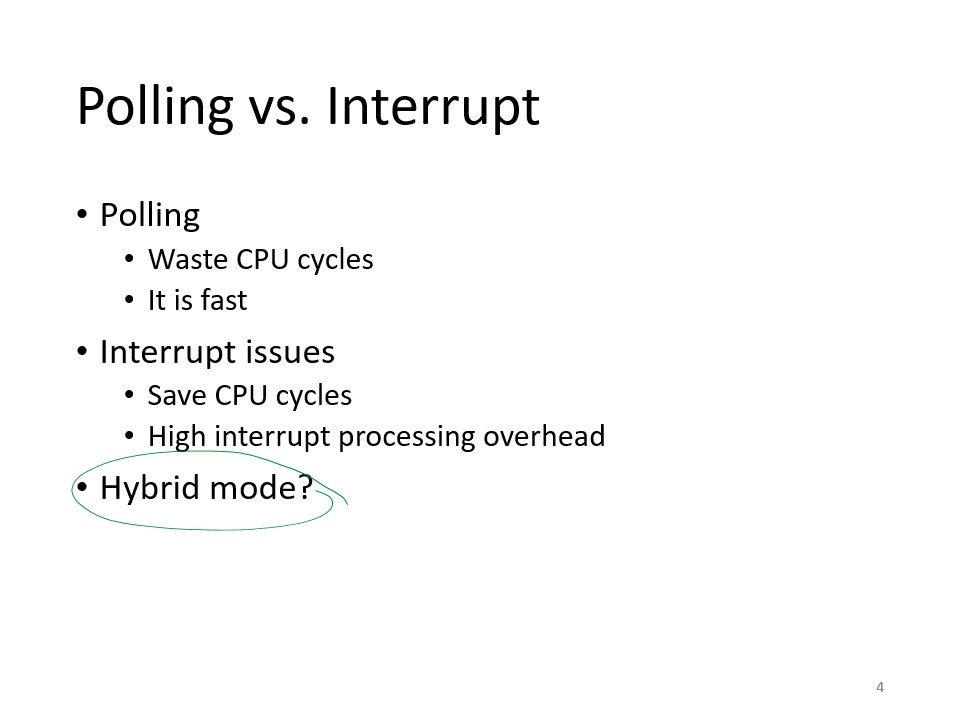 Polling vs. Interrupt
• Polling
• Waste CPU cycles
• It is fast
• Interrupt issues
• Save CPU cycles
• High interrupt processing overhead
• Hybrid mode?
4